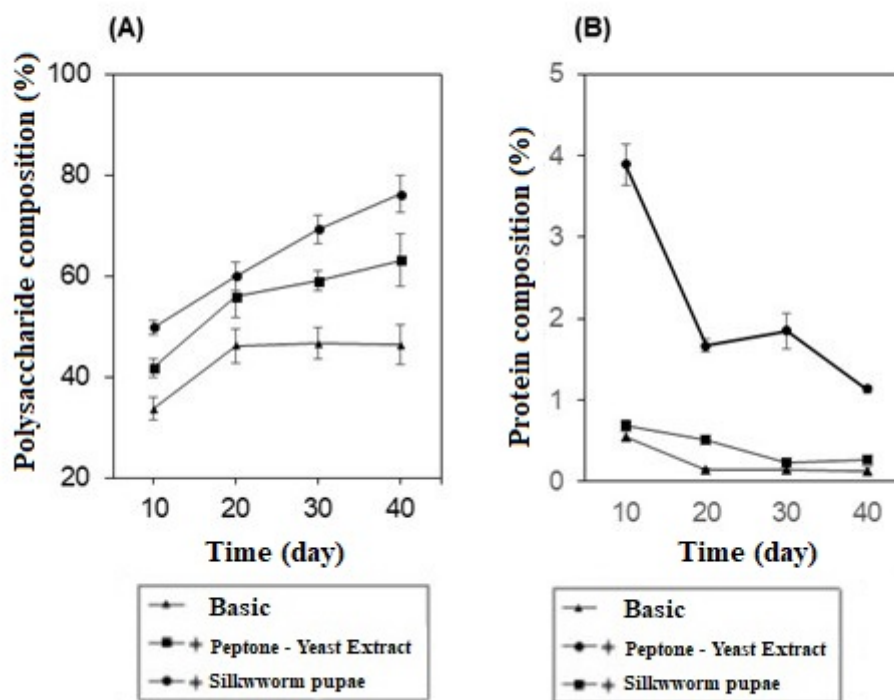 (A)
Polysaccharide composition (%)
100
80
60
40
20
10 20 30 40
Time (day)
Basic
+ Peptone - Yeast Extract
+ Silkwworm pupae
(B)
Protein composition (%)
5
4
3
2
1
0
10 20 30 40
Time (day)
Basic
+ Peptone - Yeast Extract
+ Silkwworm pupae